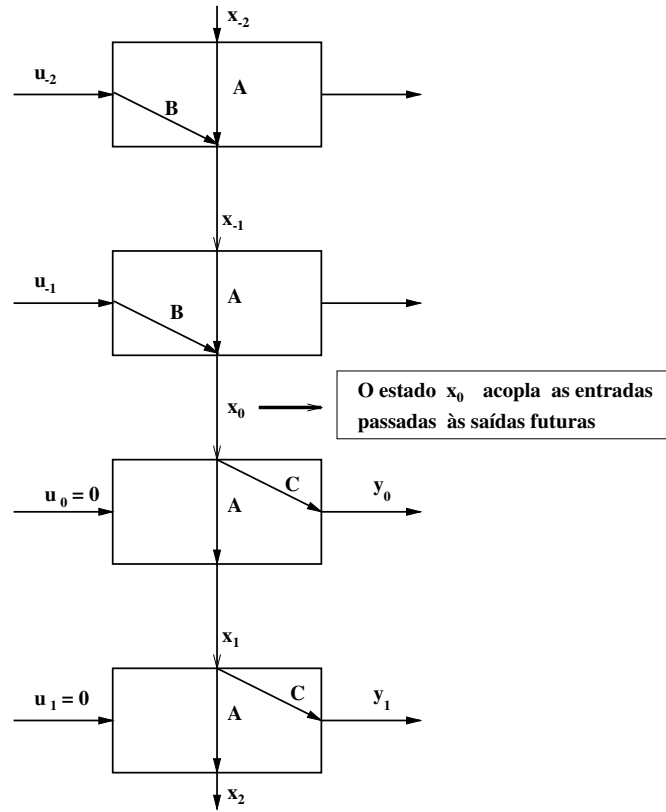 x-2
u-2
A
B
x-1
u-1
A
B
x0
O estado x0 acopla as entradas
passadas às saídas futuras
u0 = 0
C
y0
A
x1
u1 = 0
C
y1
A
x2